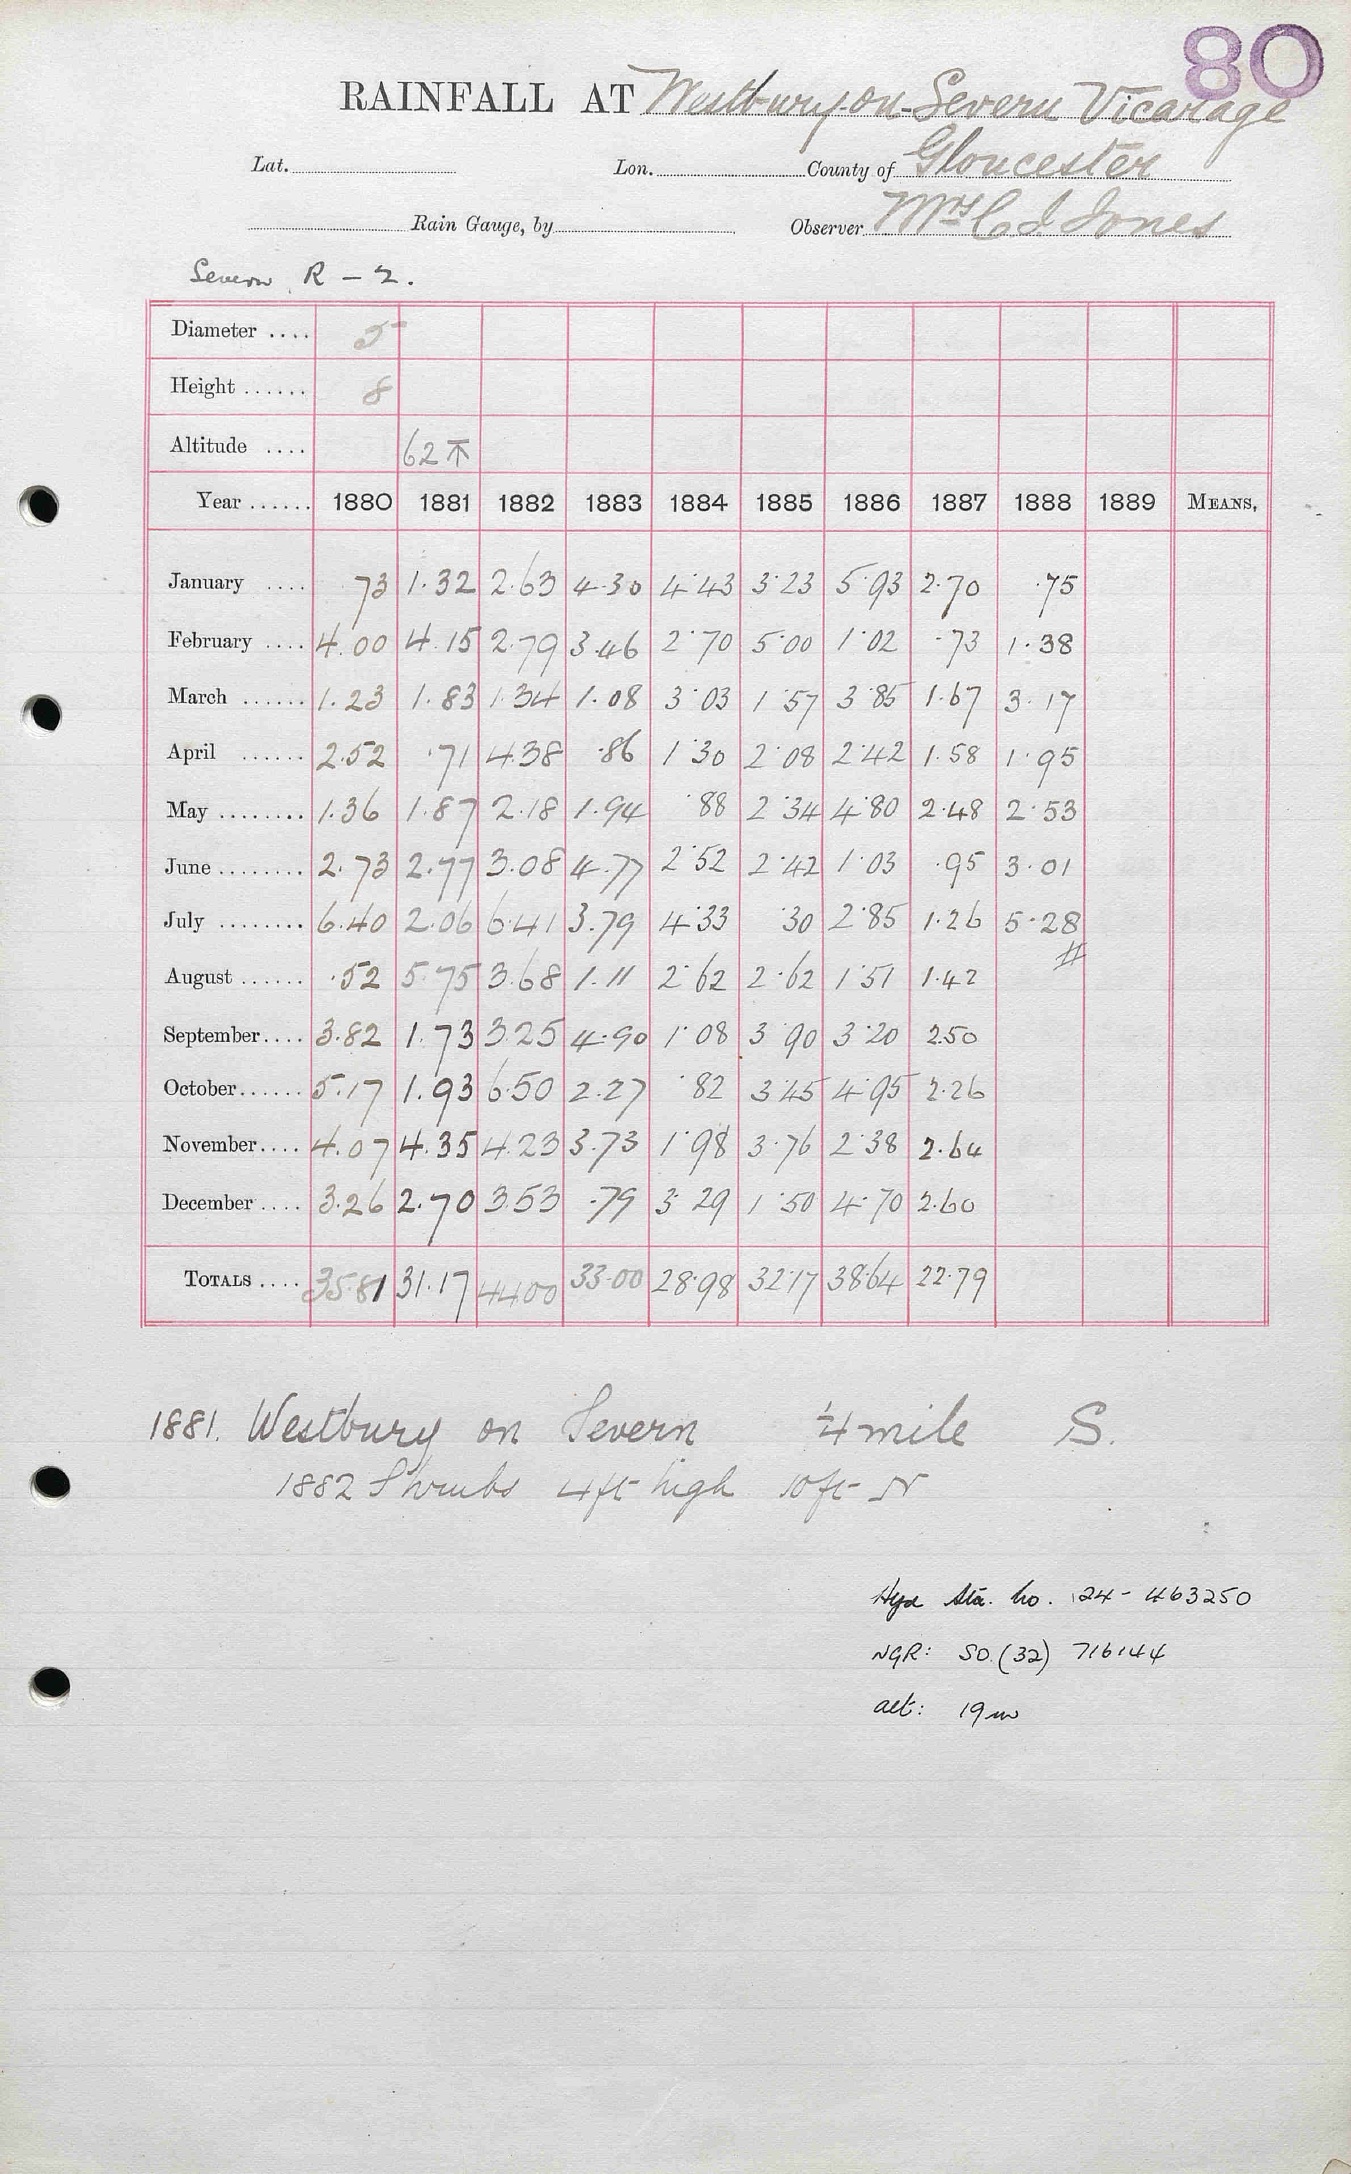 80
RAINFALL AT Westbury-on-Severn Vicarage
Lat. Lon. County of Gloucester
Rain Gauge, by Observer Mrs C I Jones
Severn R - 2.
Diameter .... 5
Height ...... 8
Altitude .... 62
Year ...... 1880 1881 1882 1883 1884 1885 1886 1887 1888 1889 MEANS,
January .... 73 1.32 2.63 4.30 4.43 3.23 5.93 2.70 .75
February .... 4.00 4.15 2.79 3.46 2.70 5.00 1.02 .73 1.38
March ...... 1.23 1.83 1.34 1.08 3.03 1.57 3.85 1.67 3.17
April ...... 2.52 .71 4.38 .86 1.30 2.08 2.42 1.58 1.95
May ........ 1.36 1.87 2.18 1.94 .88 2.34 4.80 2.48 2.53
June ........ 2.73 2.77 3.08 4.77 2.52 2.42 1.03 .95 3.01
July ........ 6.40 2.06 6.41 3.79 4.33 .30 2.85 1.26 5.28
August ...... .52 5.75 3.68 1.11 2.62 2.62 1.51 1.42 #
September.... 3.82 1.73 3.25 4.90 1.08 3.90 3.20 2.50
October...... 5.17 1.93 6.50 2.27 .82 3.45 4.95 2.26
November.... 4.07 4.35 4.23 3.73 1.98 3.76 2.38 2.64
December .... 3.26 2.70 3.53 .79 3.29 1.50 4.70 2.60
TOTALS .... 35.81 31.17 44.00 33.00 28.98 32.17 38.64 22.79
1881. Westbury on Severn ¼ mile S.
1882 Shrubs 4ft high 10ft N
Hyd Sta. No. 24-463250
NGR: SO (32) 716144
alt: 19m